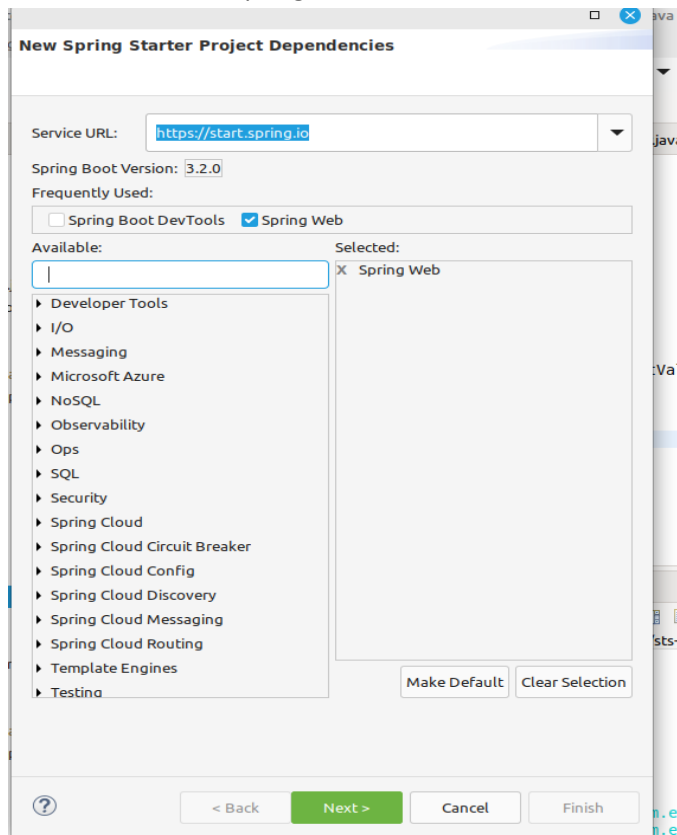 New Spring Starter Project Dependencies
Service URL: https://start.spring.io
Spring Boot Version: 3.2.0
Frequently Used:
Spring Boot DevTools Spring Web
Available: Selected:
X Spring Web
Developer Tools
I/O
Messaging
Microsoft Azure
NoSQL
Observability
Ops
SQL
Security
Spring Cloud
Spring Cloud Circuit Breaker
Spring Cloud Config
Spring Cloud Discovery
Spring Cloud Messaging
Spring Cloud Routing
Template Engines
Testing
Make Default Clear Selection
? < Back Next > Cancel Finish